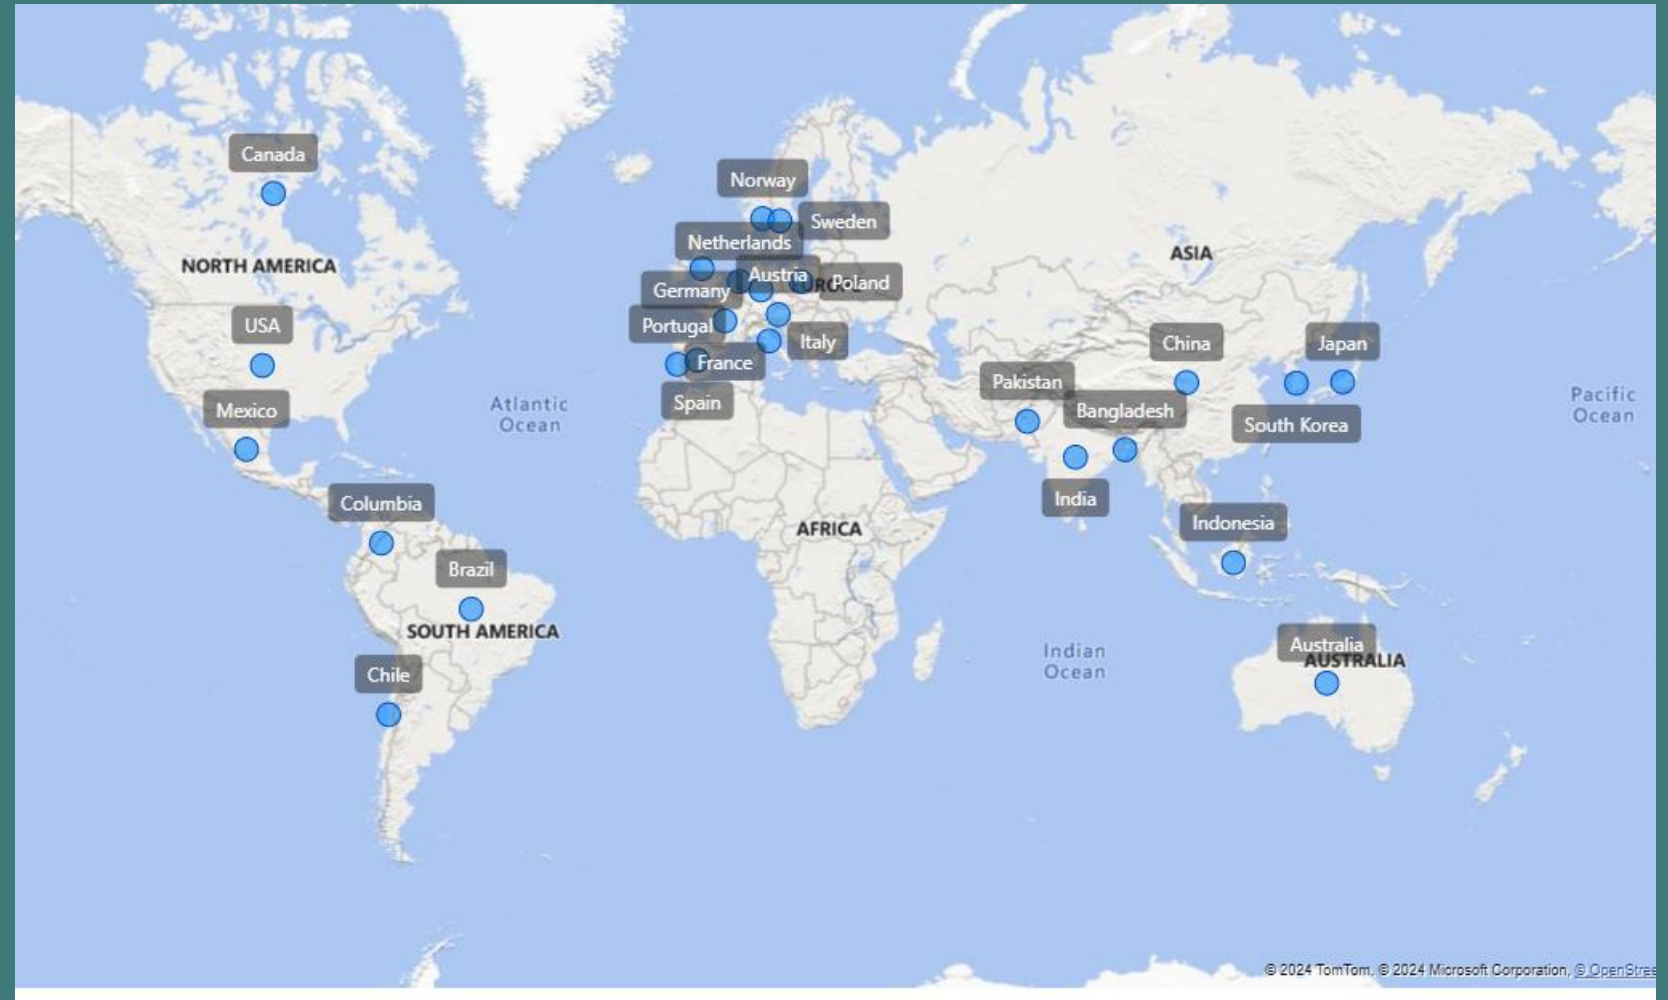 Canada
Norway
Sweden
Netherlands
NORTH AMERICA
ASIA
Austria
Germany
Poland
USA
Portugal
Italy
China
Japan
France
Pakistan
Spain
Mexico
Atlantic
Ocean
Bangladesh
South Korea
Pacific
Ocean
India
Columbia
AFRICA
Indonesia
Brazil
SOUTH AMERICA
Indian
Ocean
Australia
AUSTRALIA
Chile
© 2024 TomTom, © 2024 Microsoft Corporation, © OpenStree